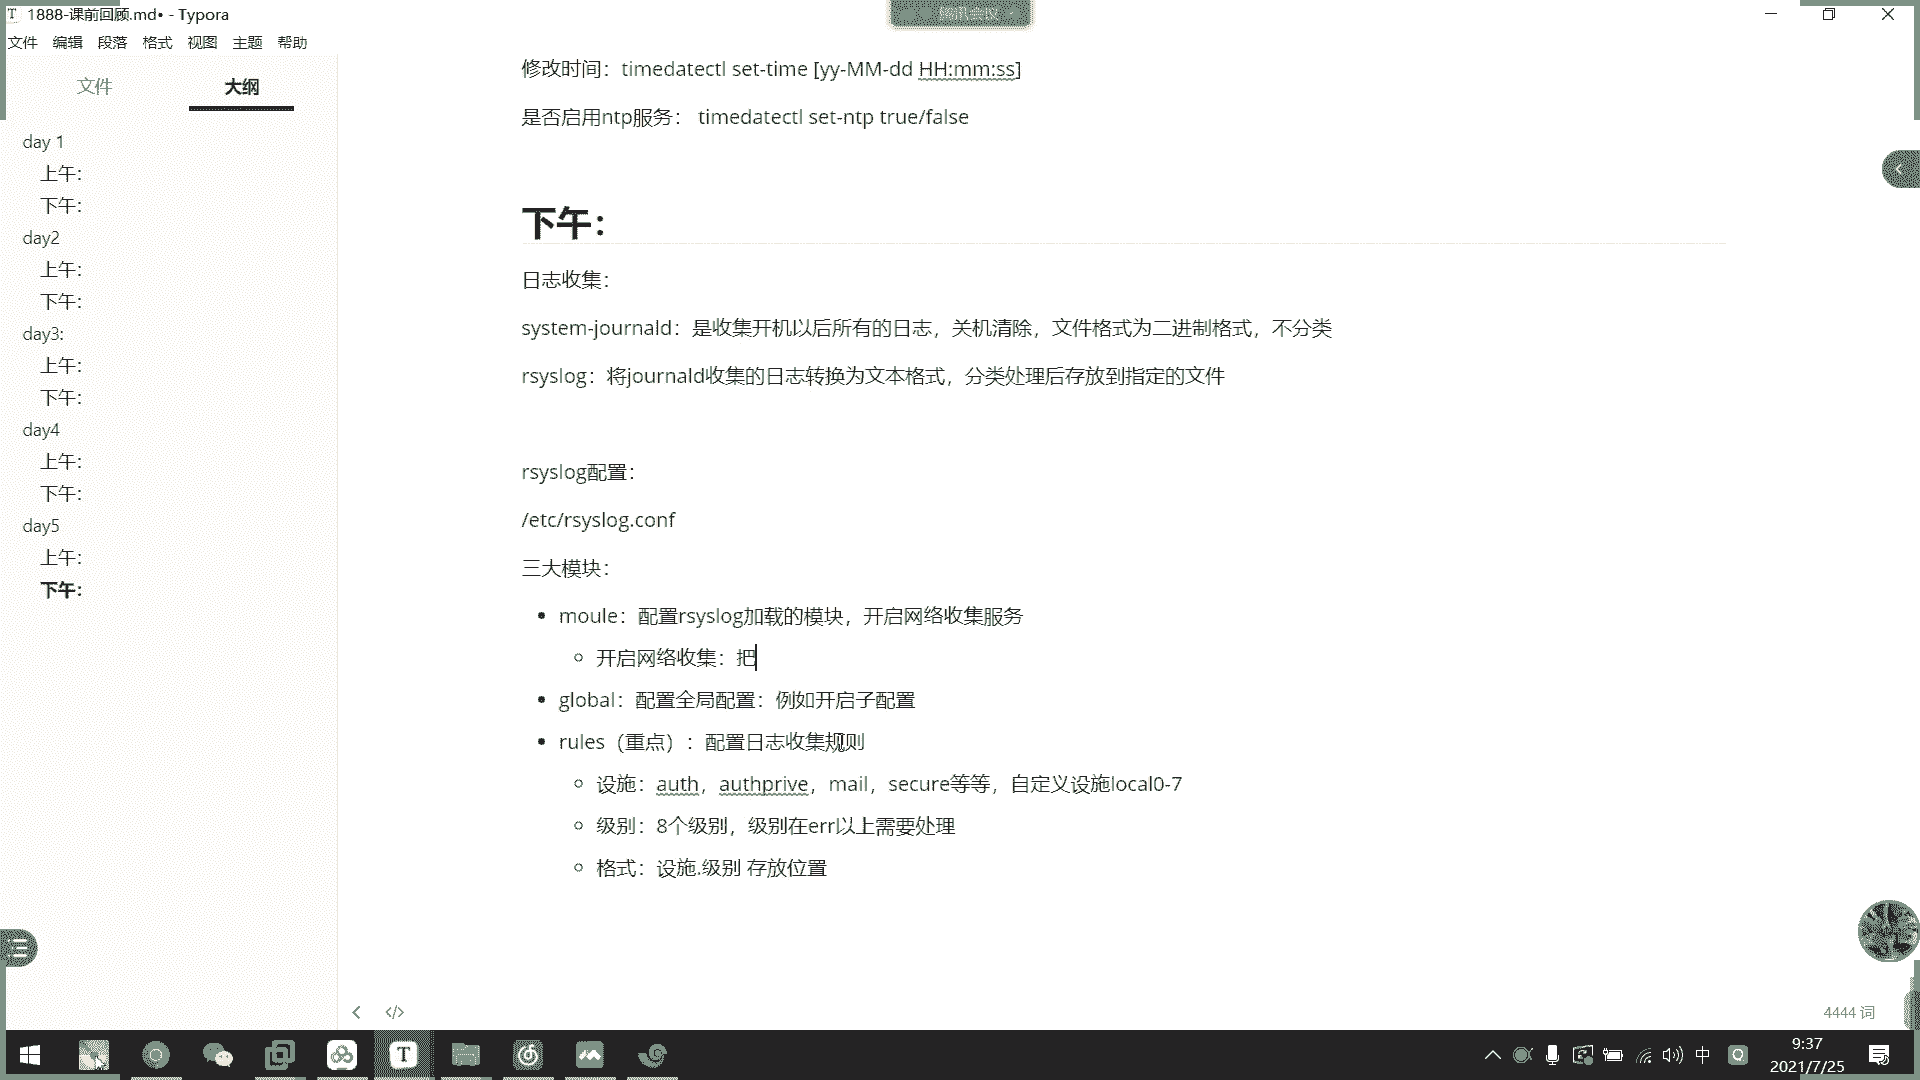 1888-课前回顾.md• - Typora
腾讯会议
文件 编辑 段落 格式 视图 主题 帮助
文件 大纲
day 1
上午：
下午：
day2
上午：
下午：
day3:
上午：
下午：
day4
上午：
下午：
day5
上午：
下午：
修改时间：timedatectl set-time [yy-MM-dd HH:mm:ss]
是否启用ntp服务： timedatectl set-ntp true/false
下午：
日志收集：
system-journald：是收集开机以后所有的日志，关机清除，文件格式为二进制格式，不分类
rsyslog：将journald收集的日志转换为文本格式，分类处理后存放到指定的文件
rsyslog配置：
/etc/rsyslog.conf
三大模块：
• moule：配置rsyslog加载的模块，开启网络收集服务
○ 开启网络收集：把
• global：配置全局配置：例如开启子配置
• rules（重点）：配置日志收集规则
○ 设施：auth，authprive，mail，secure等等，自定义设施local0-7
○ 级别：8个级别，级别在err以上需要处理
○ 格式：设施.级别 存放位置
4444 词
中
9:37
2021/7/25